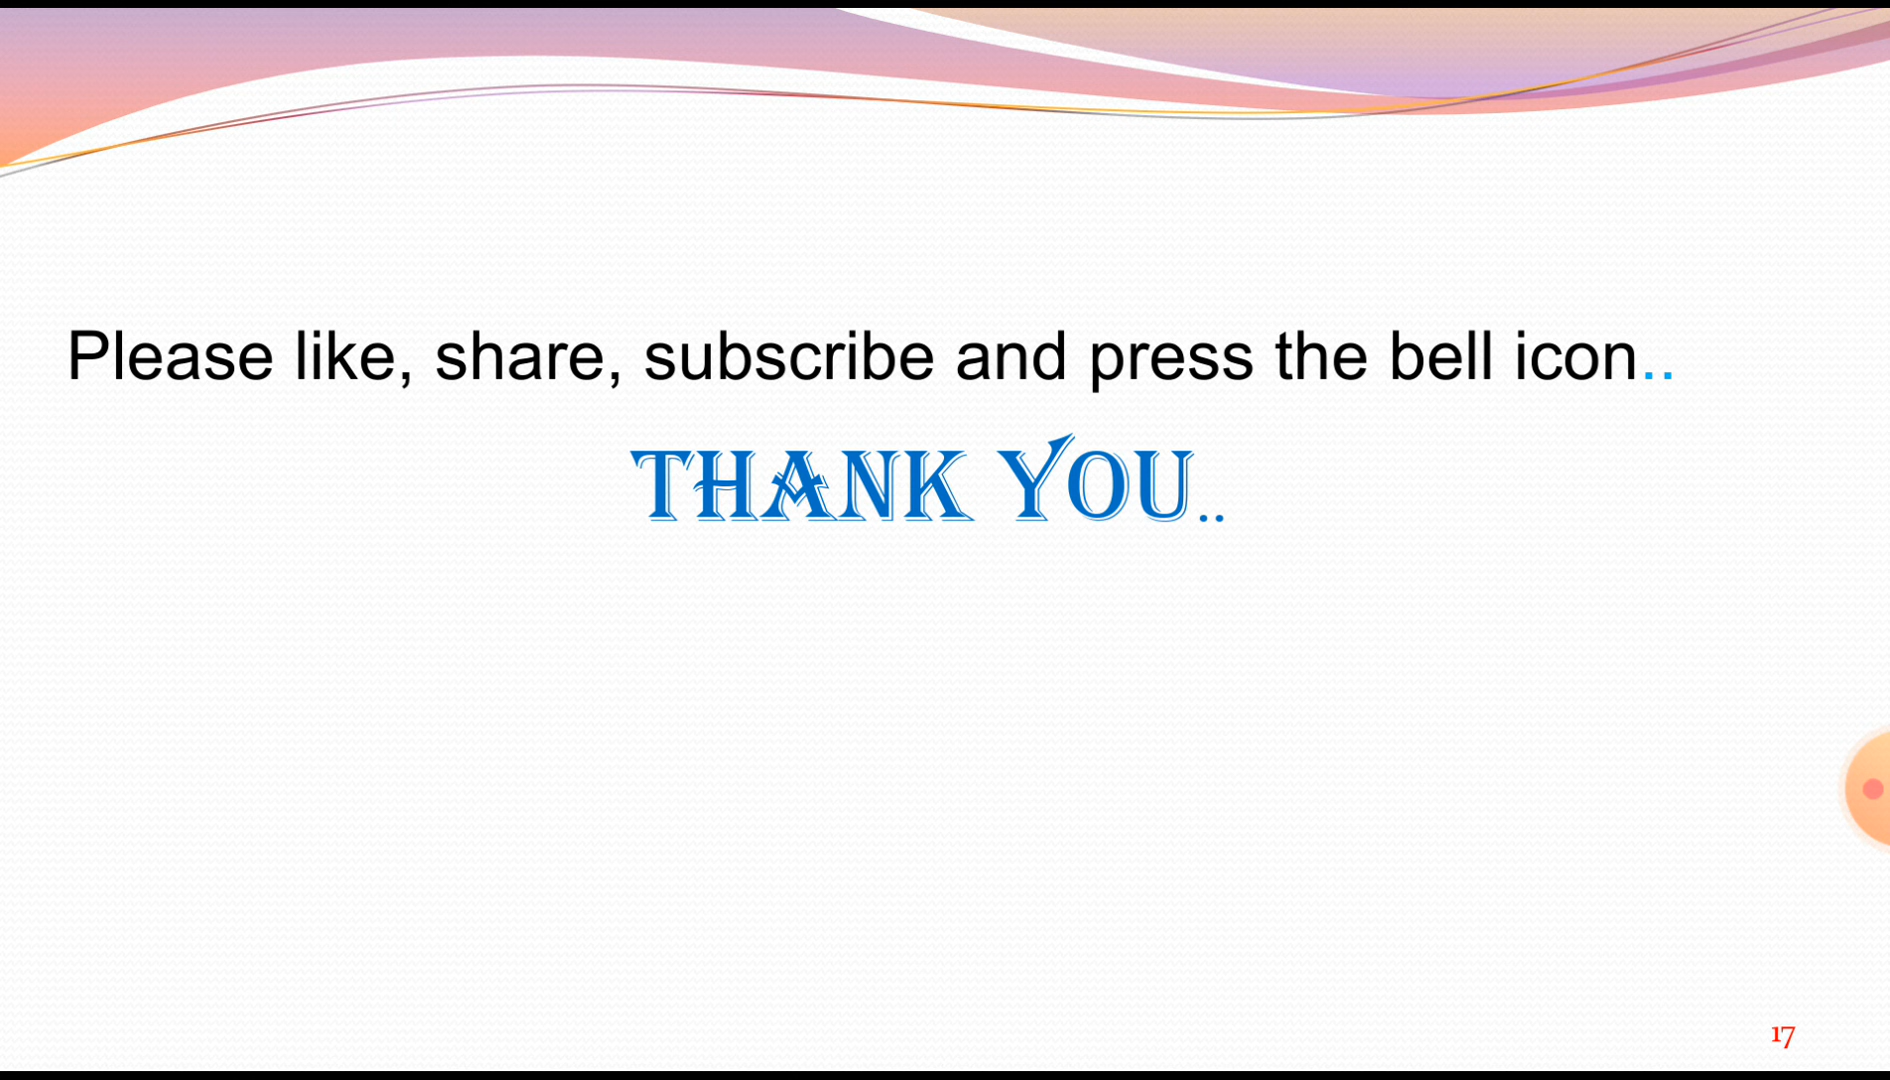 Please like, share, subscribe and press the bell icon..
THANK YOU..
17